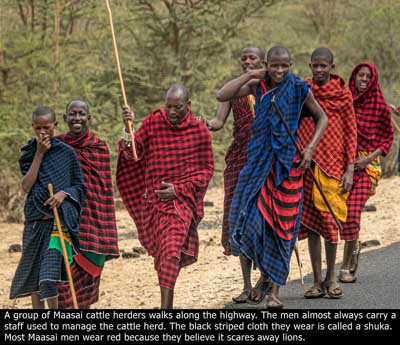 A group of Maasai cattle herders walks along the highway. The men almost always carry a
staff used to manage the cattle herd. The black striped cloth they wear is called a shuka.
Most Maasai men wear red because they believe it scares away lions.